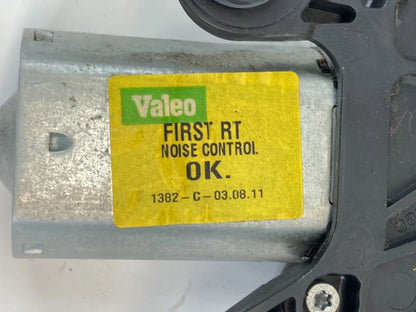 Valeo
FIRST RT
NOISE CONTROL
OK.
1382-C-03.08.11